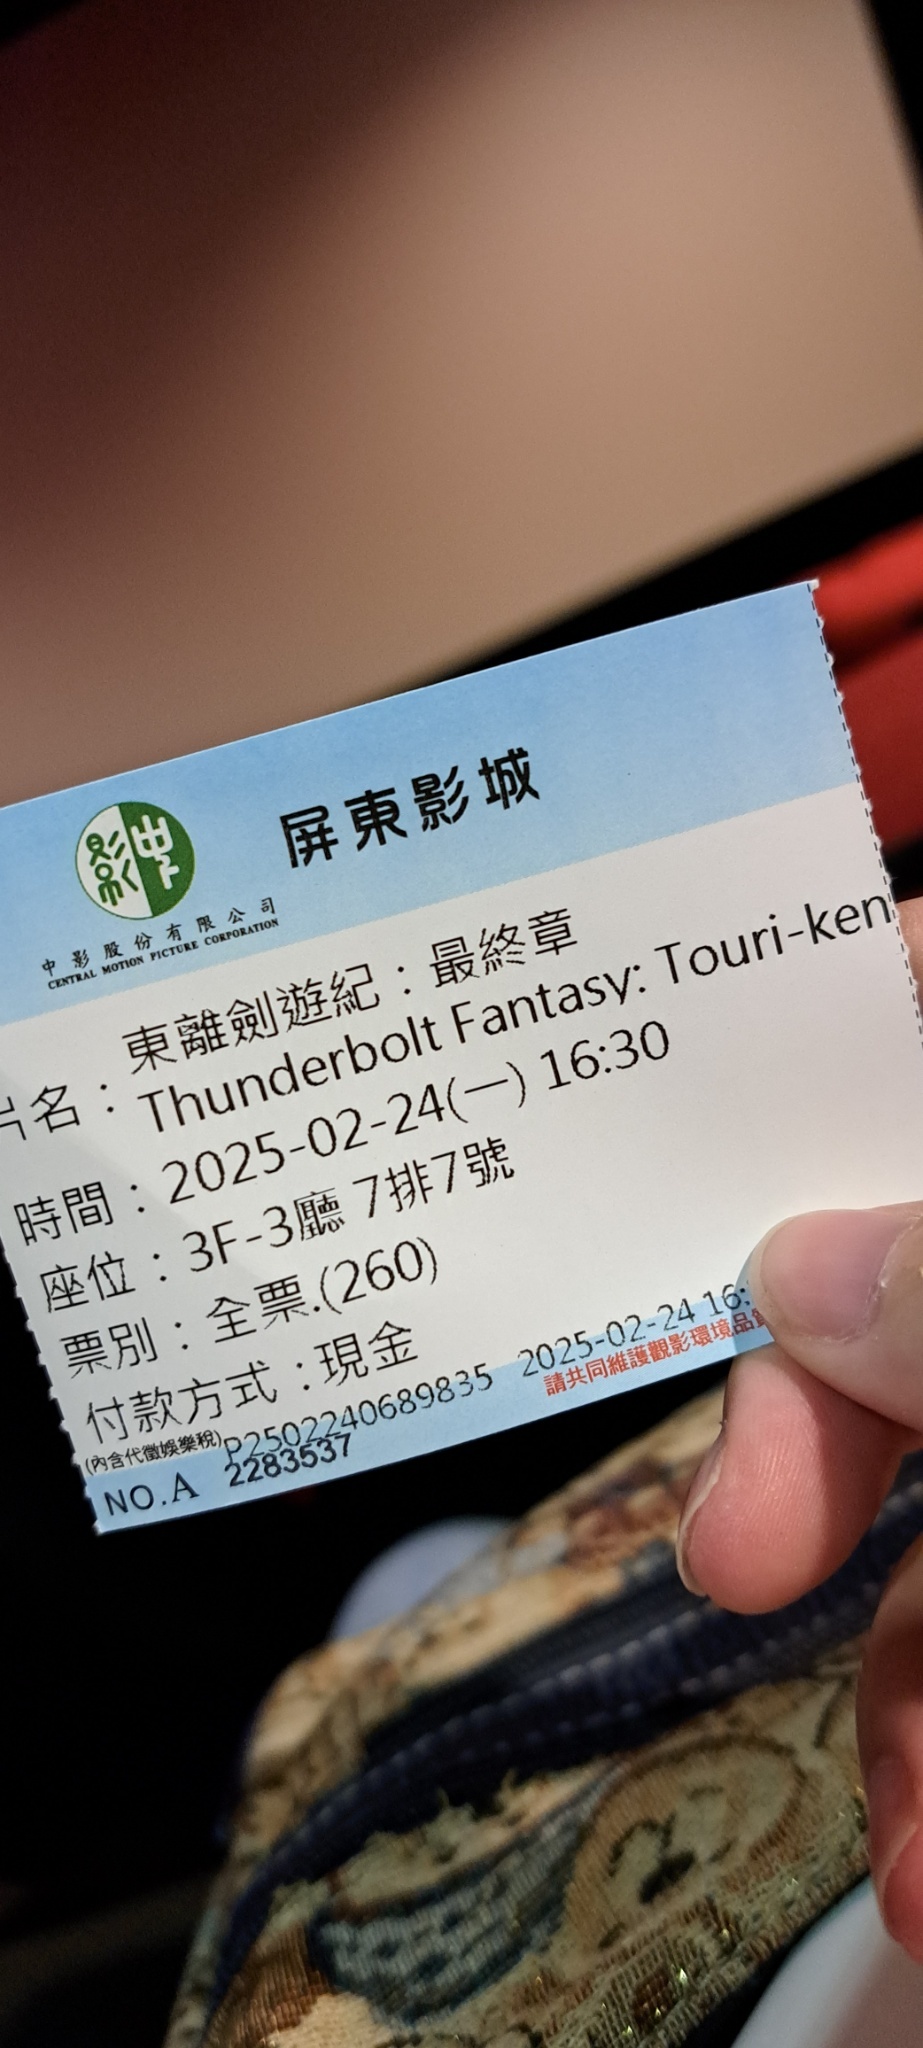 影中
屏東影城
中影股份有限公司
CENTRAL MOTION PICTURE CORPORATION
片名：東離劍遊紀：最終章
Thunderbolt Fantasy: Touri-ken
時間：2025-02-24(一) 16:30
座位：3F-3廳 7排7號
票別：全票.(260)
付款方式：現金
(內含代徵娛樂稅) P2502240689835 2025-02-24 16:
請共同維護觀影環境品質
NO.A 2283537